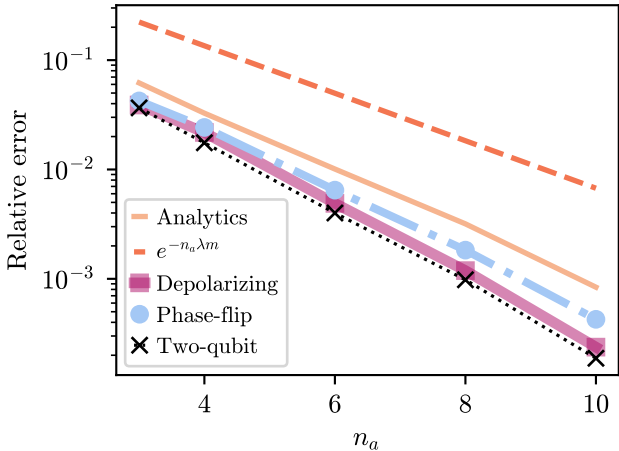 10⁻¹
10⁻²
10⁻³
Relative error
Analytics
e^{-n_aλm}
Depolarizing
Phase-flip
Two-qubit
4 6 8 10
n_a